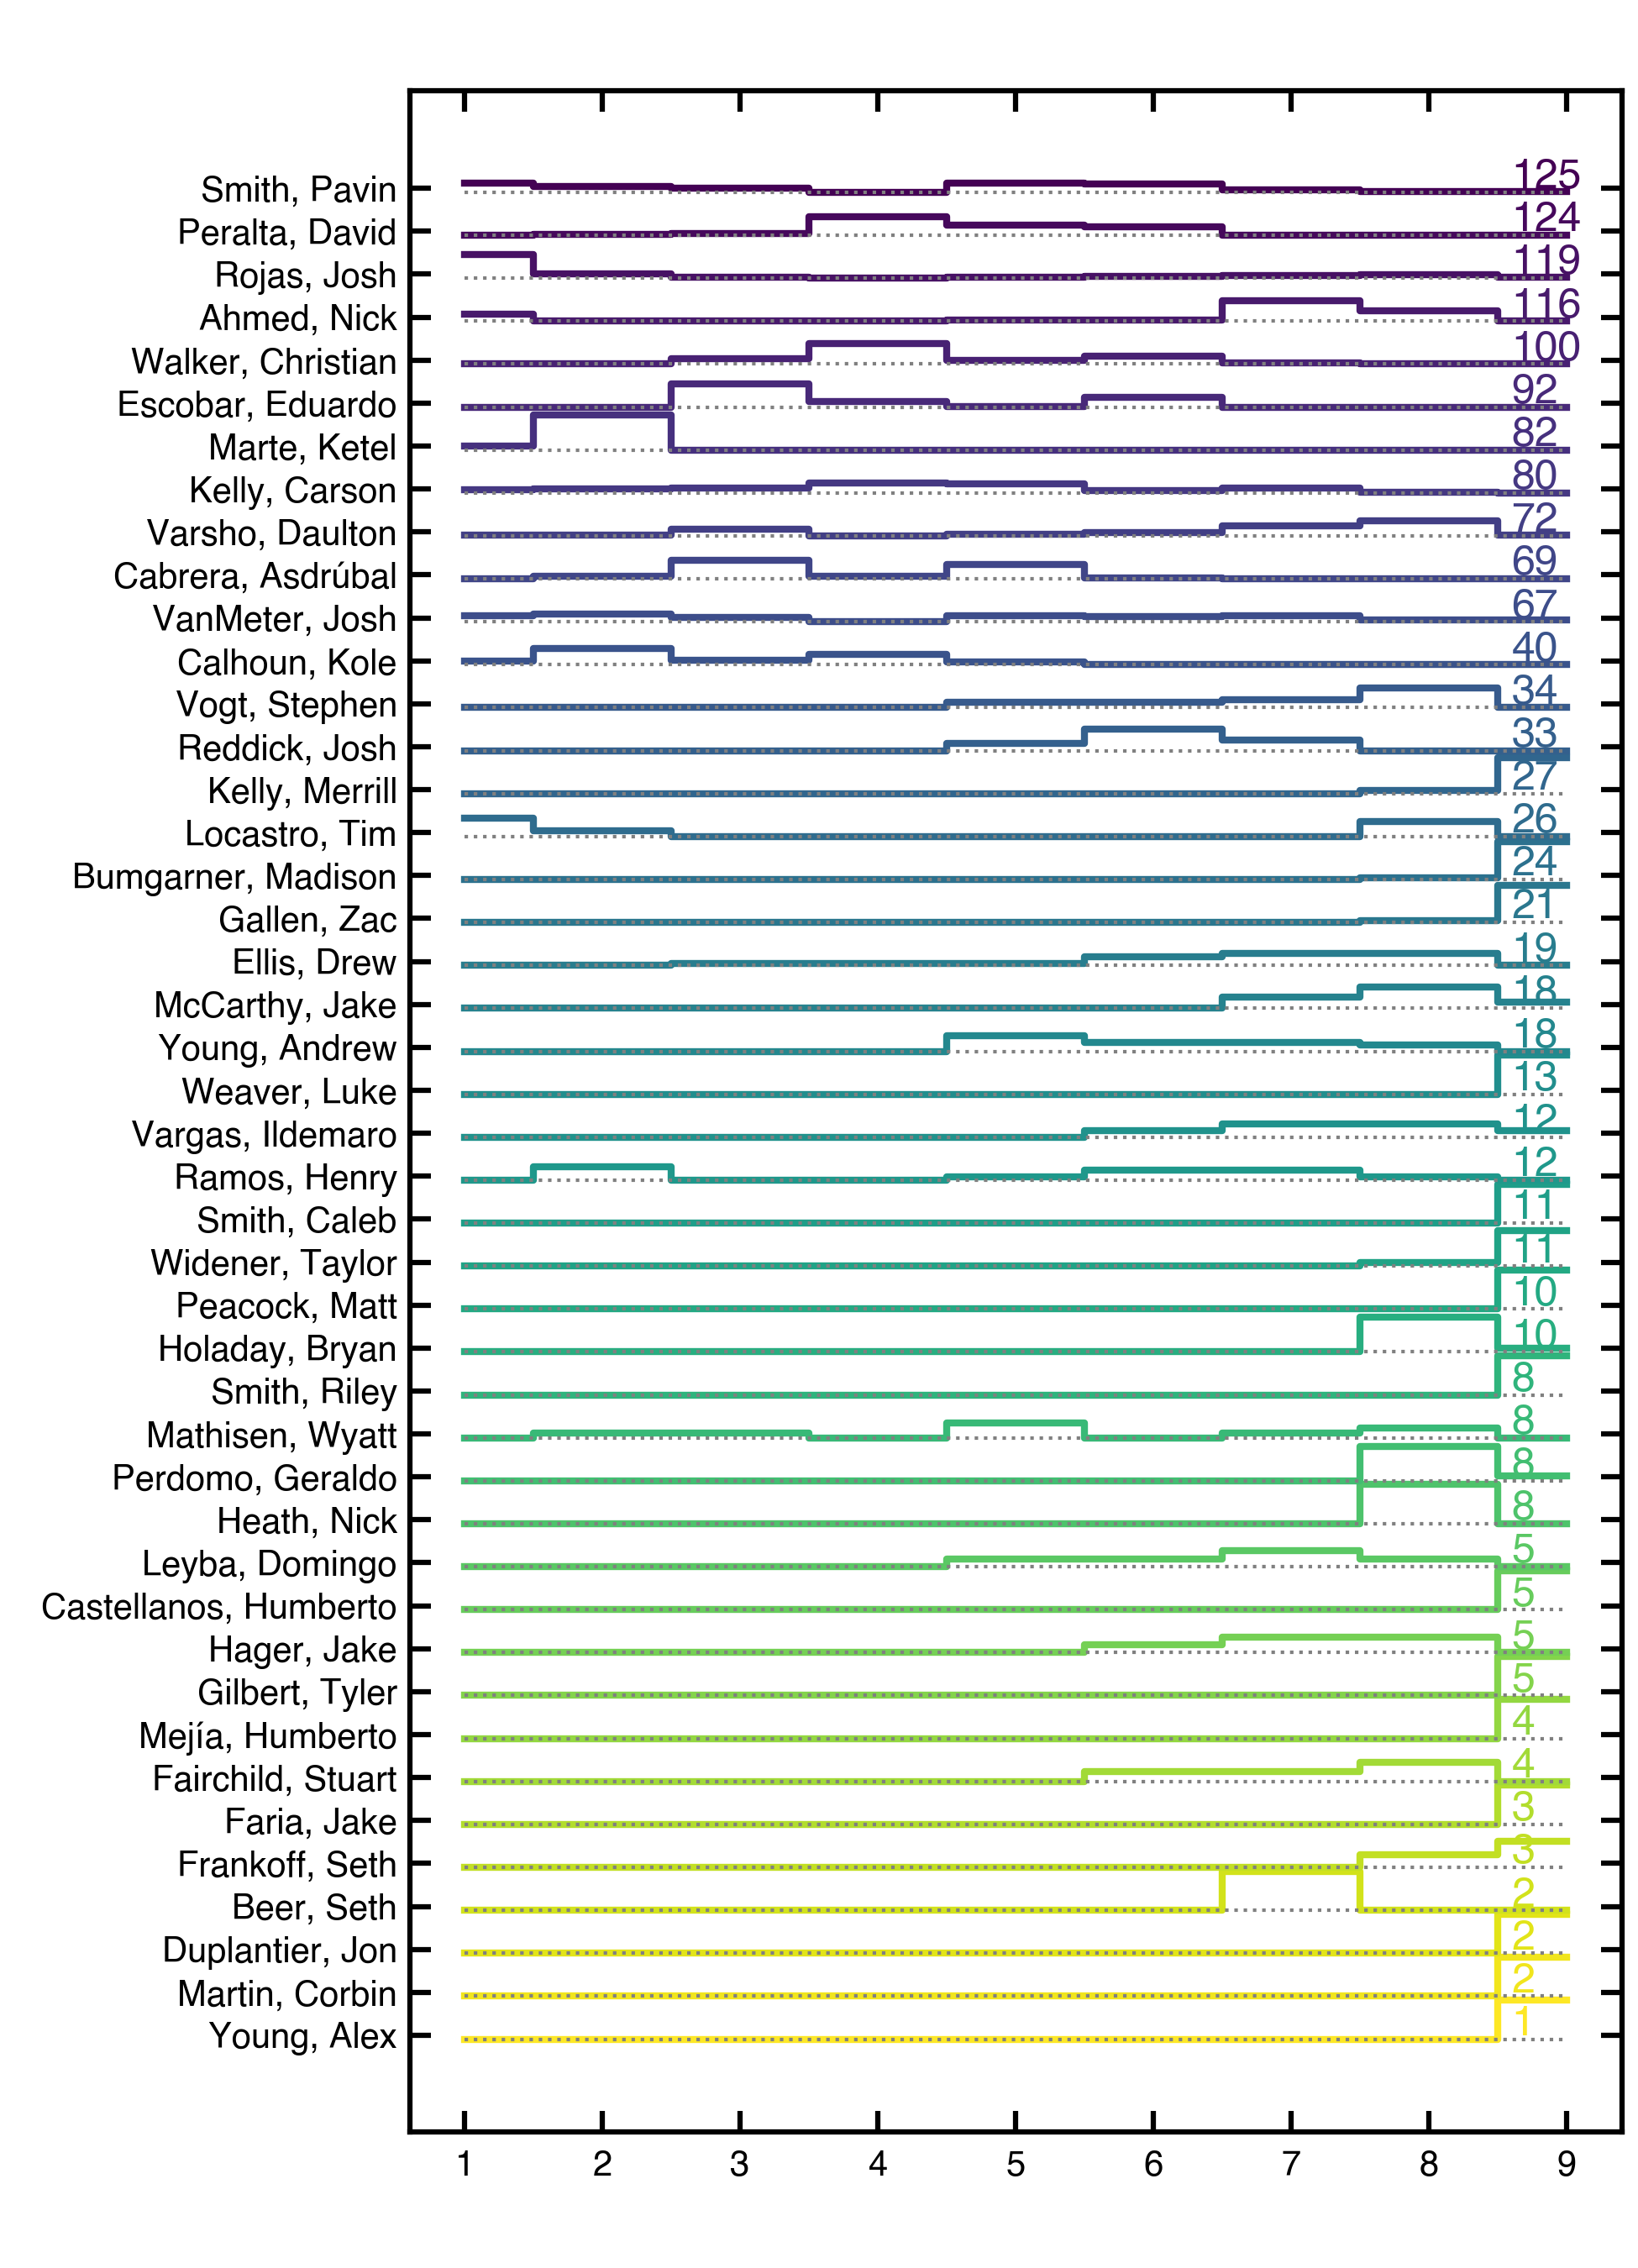 Smith, Pavin 125
Peralta, David 124
Rojas, Josh 119
Ahmed, Nick 116
Walker, Christian 100
Escobar, Eduardo 92
Marte, Ketel 82
Kelly, Carson 80
Varsho, Daulton 72
Cabrera, Asdrúbal 69
VanMeter, Josh 67
Calhoun, Kole 40
Vogt, Stephen 34
Reddick, Josh 33
Kelly, Merrill 27
Locastro, Tim 26
Bumgarner, Madison 24
Gallen, Zac 21
Ellis, Drew 19
McCarthy, Jake 18
Young, Andrew 18
Weaver, Luke 13
Vargas, Ildemaro 12
Ramos, Henry 12
Smith, Caleb 11
Widener, Taylor 11
Peacock, Matt 10
Holaday, Bryan 10
Smith, Riley 8
Mathisen, Wyatt 8
Perdomo, Geraldo 8
Heath, Nick 8
Leyba, Domingo 5
Castellanos, Humberto 5
Hager, Jake 5
Gilbert, Tyler 5
Mejía, Humberto 4
Fairchild, Stuart 4
Faria, Jake 3
Frankoff, Seth 3
Beer, Seth 2
Duplantier, Jon 2
Martin, Corbin 2
Young, Alex 1
1 2 3 4 5 6 7 8 9